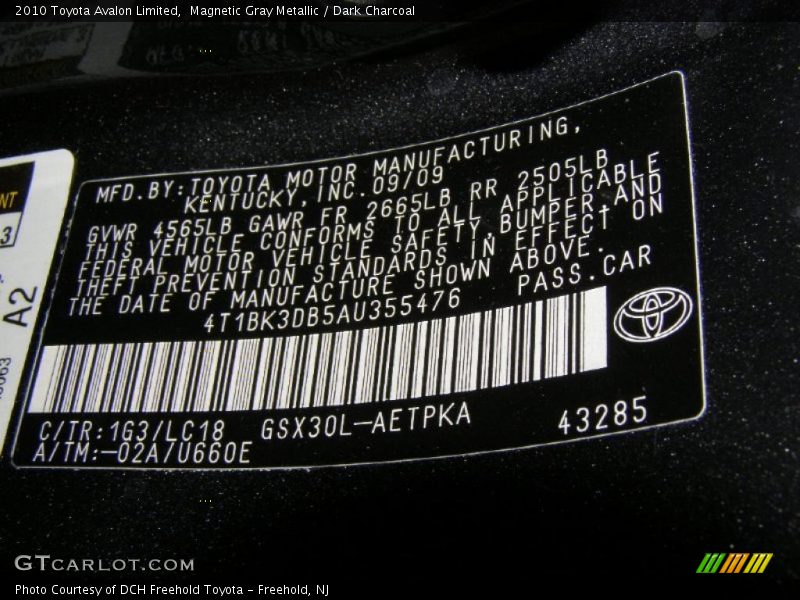 2010 Toyota Avalon Limited,  Magnetic Gray Metallic / Dark Charcoal
MFD.BY:TOYOTA MOTOR MANUFACTURING,
KENTUCKY,INC.09/09
GVWR 4565LB GAWR FR 2665LB RR 2505LB
THIS VEHICLE CONFORMS TO ALL APPLICABLE
FEDERAL MOTOR VEHICLE SAFETY,BUMPER,AND
THEFT PREVENTION STANDARDS IN EFFECT ON
THE DATE OF MANUFACTURE SHOWN ABOVE.
4T1BK3DB5AU355476 PASS.CAR
C/TR:1G3/LC18 GSX30L-AETPKA 43285
A/TM:-02A/U660E
NT
3
A2
GTCARLOT.COM
Photo Courtesy of DCH Freehold Toyota - Freehold, NJ